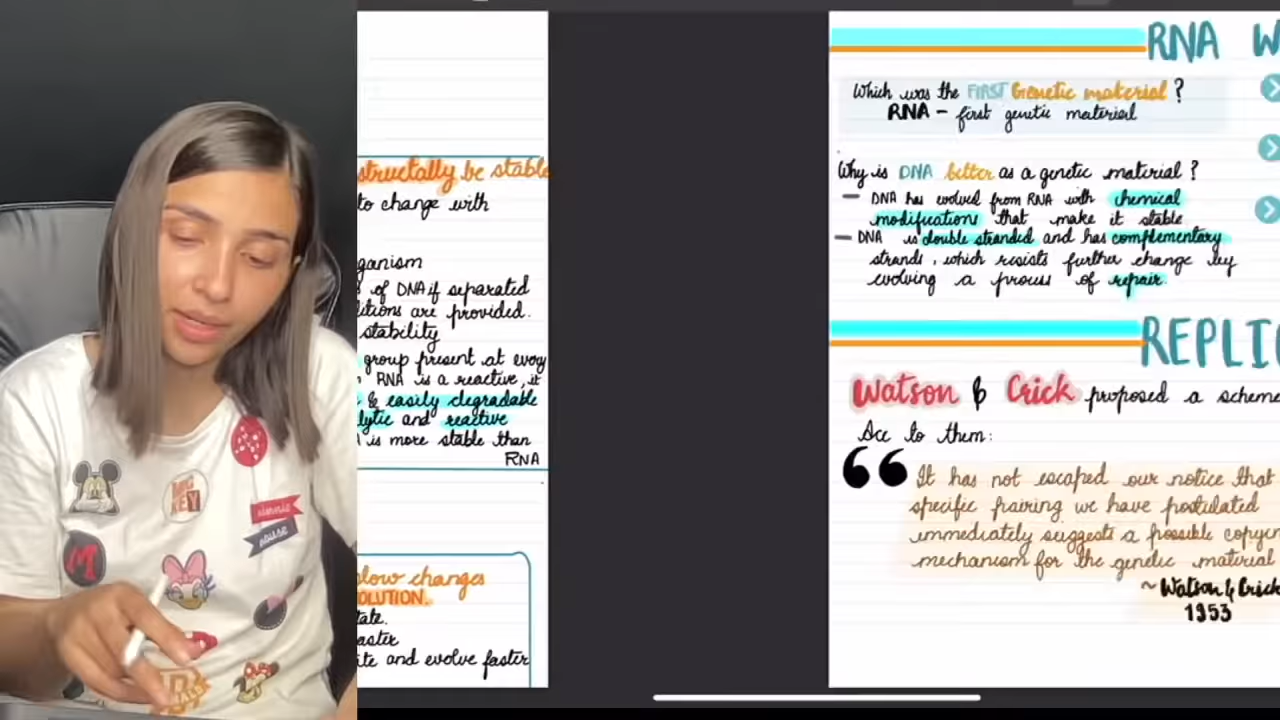 structually be stable
to change with
ganism
of DNA if separated
itions are provided.
stability
group present at evory
RNA is a reactive, it
& easily degradable
lytic and reactive
is more stable than
RNA
slow changes
OLUTION.
tate.
aster
ate and evolve faster
RNA W
Which was the FIRST Genetic material ?
RNA - first genetic material
Why is DNA better as a genetic material ?
- DNA has evolved from RNA with chemical
modifications that make it stable
- DNA is double stranded and has complementary
strands, which resists further change by
evolving a process of repair.
REPLI
Watson & Crick proposed a scheme
Acc to them:
“ It has not escaped our notice that
specific pairing we have postulated
immediately suggests a possible copyin
mechanism for the genetic material
~ Watson & Crick
1953
M
minnie
mouse